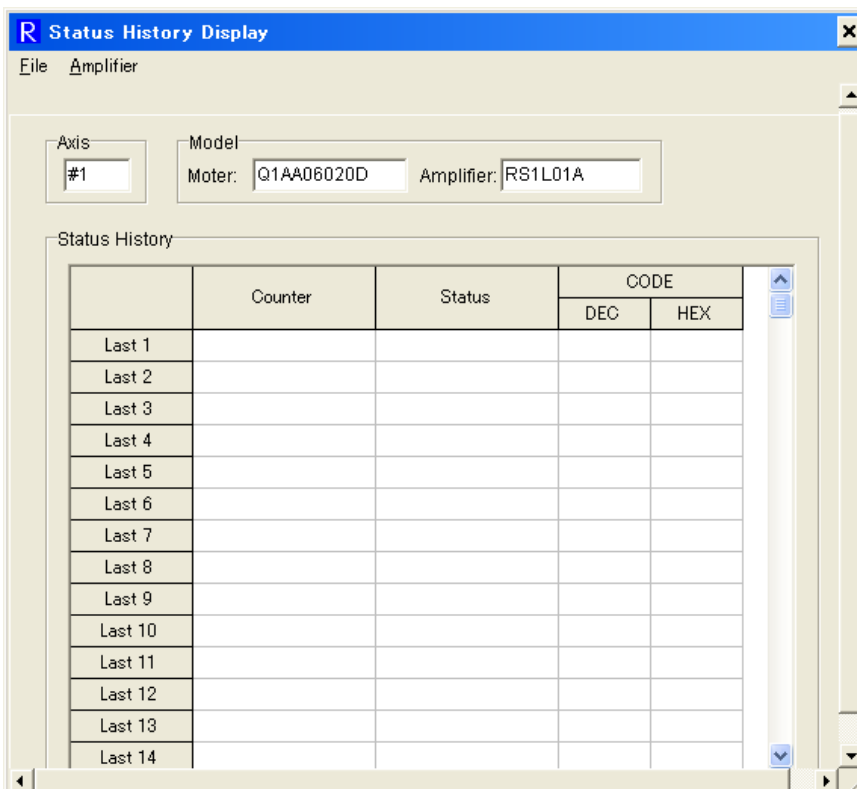 R Status History Display
File Amplifier
Axis
#1
Model
Moter: Q1AA06020D Amplifier: RS1L01A
Status History
Counter Status CODE
DEC HEX
Last 1
Last 2
Last 3
Last 4
Last 5
Last 6
Last 7
Last 8
Last 9
Last 10
Last 11
Last 12
Last 13
Last 14